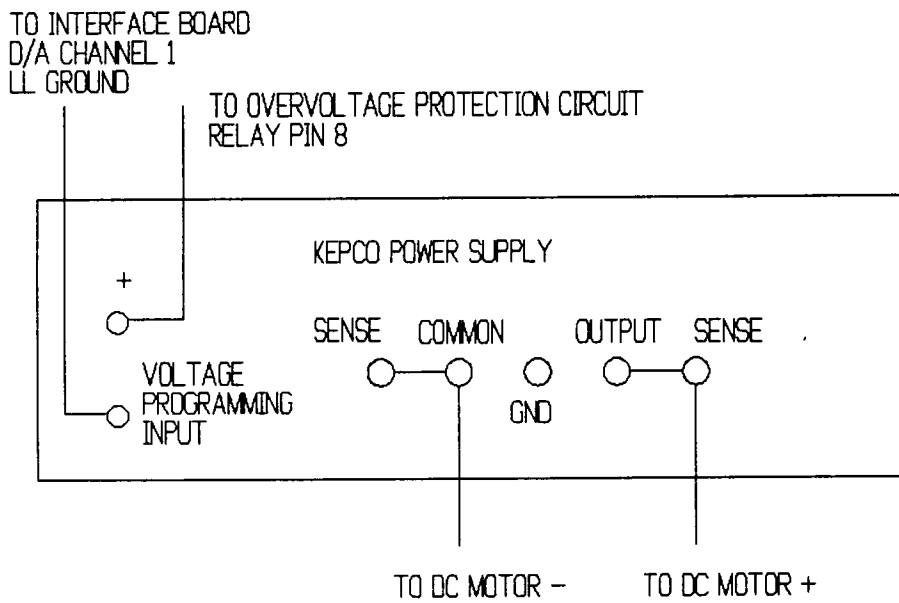 TO INTERFACE BOARD
D/A CHANNEL 1
LL GROUND
TO OVERVOLTAGE PROTECTION CIRCUIT
RELAY PIN 8
KEPCO POWER SUPPLY
+
SENSE COMMON OUTPUT SENSE
VOLTAGE
PROGRAMMING
INPUT
GND
TO DC MOTOR - TO DC MOTOR +